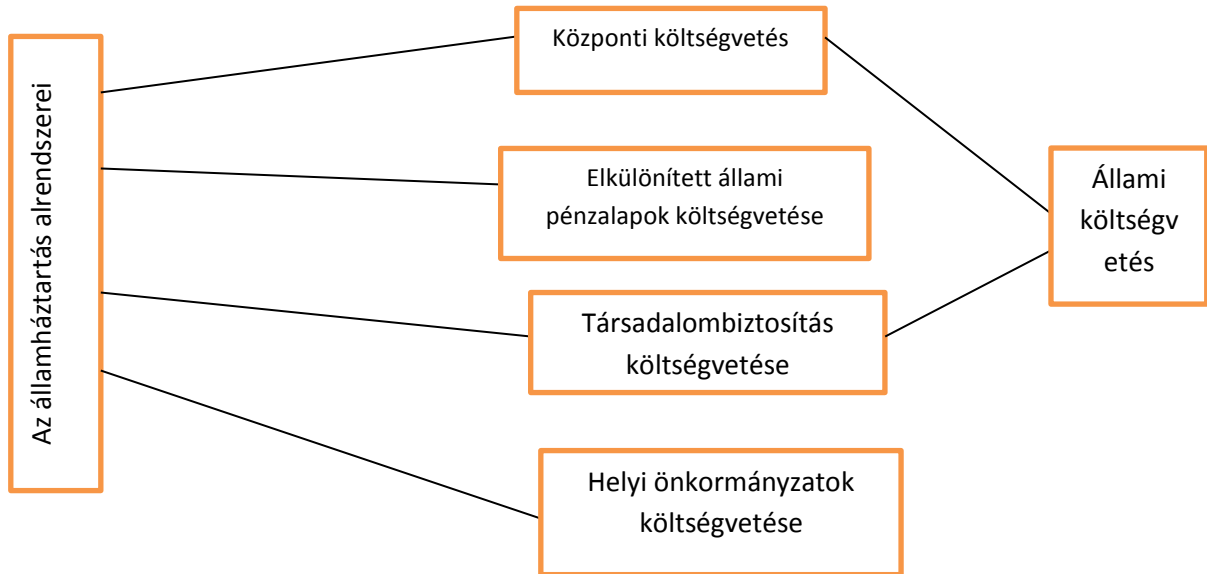 Az államháztartás alrendszerei
Központi költségvetés
Elkülönített állami
pénzalapok költségvetése
Társadalombiztosítás
költségvetése
Helyi önkormányzatok
költségvetése
Állami
költségv
etés